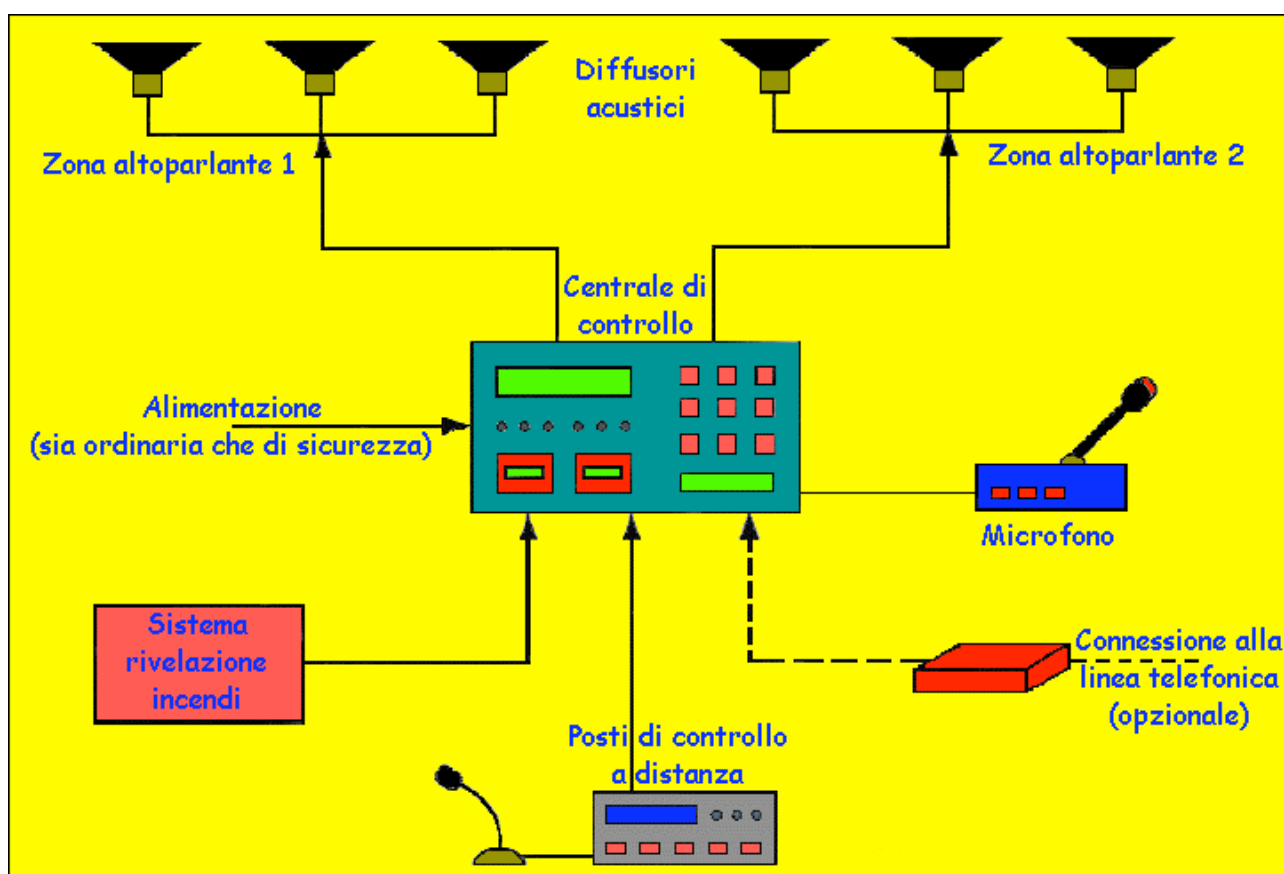 Diffusori
acustici
Zona altoparlante 1
Zona altoparlante 2
Centrale di
controllo
Alimentazione
(sia ordinaria che di sicurezza)
Microfono
Sistema
rivelazione
incendi
Connessione alla
linea telefonica
(opzionale)
Posti di controllo
a distanza